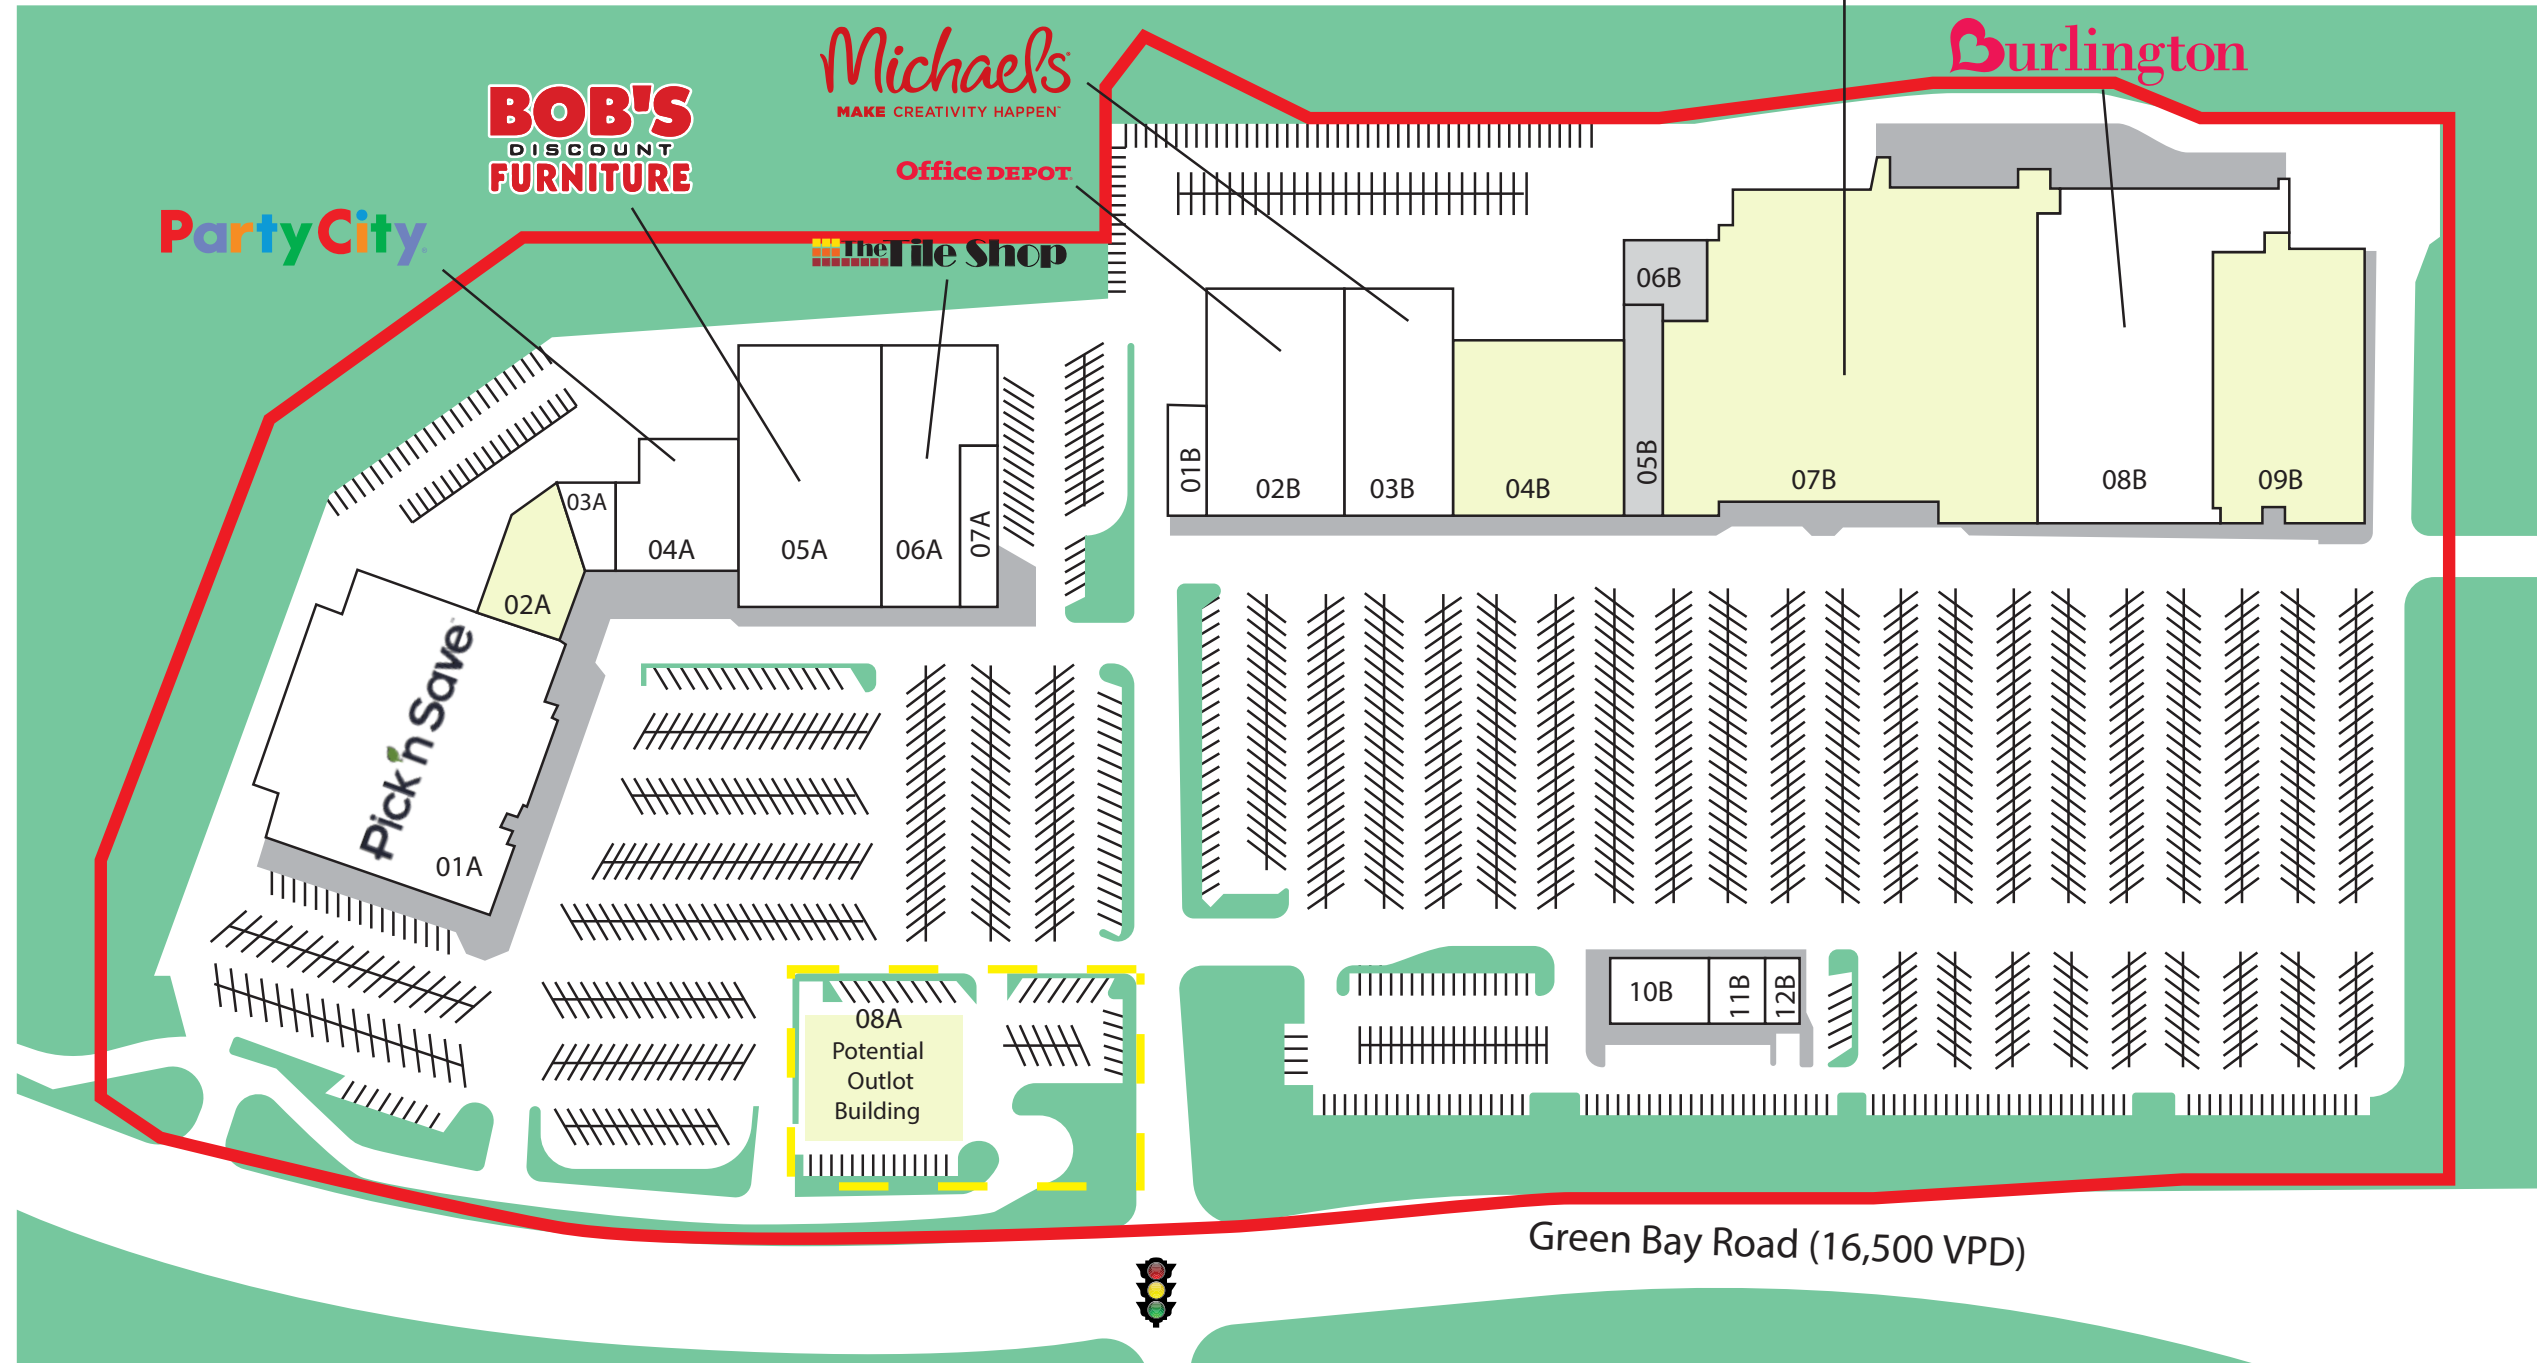 Michaels
MAKE CREATIVITY HAPPEN
Burlington
BOB'S
DISCOUNT
FURNITURE
Office DEPOT
Party City
The Tile Shop
06B
01B
02B
03B
04B
05B
07B
08B
09B
03A
04A
05A
06A
07A
02A
Pick 'n Save
01A
10B
11B
12B
08A
Potential
Outlot
Building
Green Bay Road (16,500 VPD)